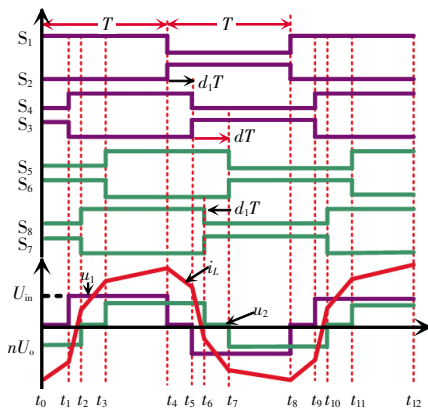 T T
S1
S2
d1T
S4
S3
dT
S5
S6
d1T
S8
S7
u1 iL
Uin
u2
nUo
t0 t1 t2 t3 t4 t5 t6 t7 t8 t9 t10 t11 t12